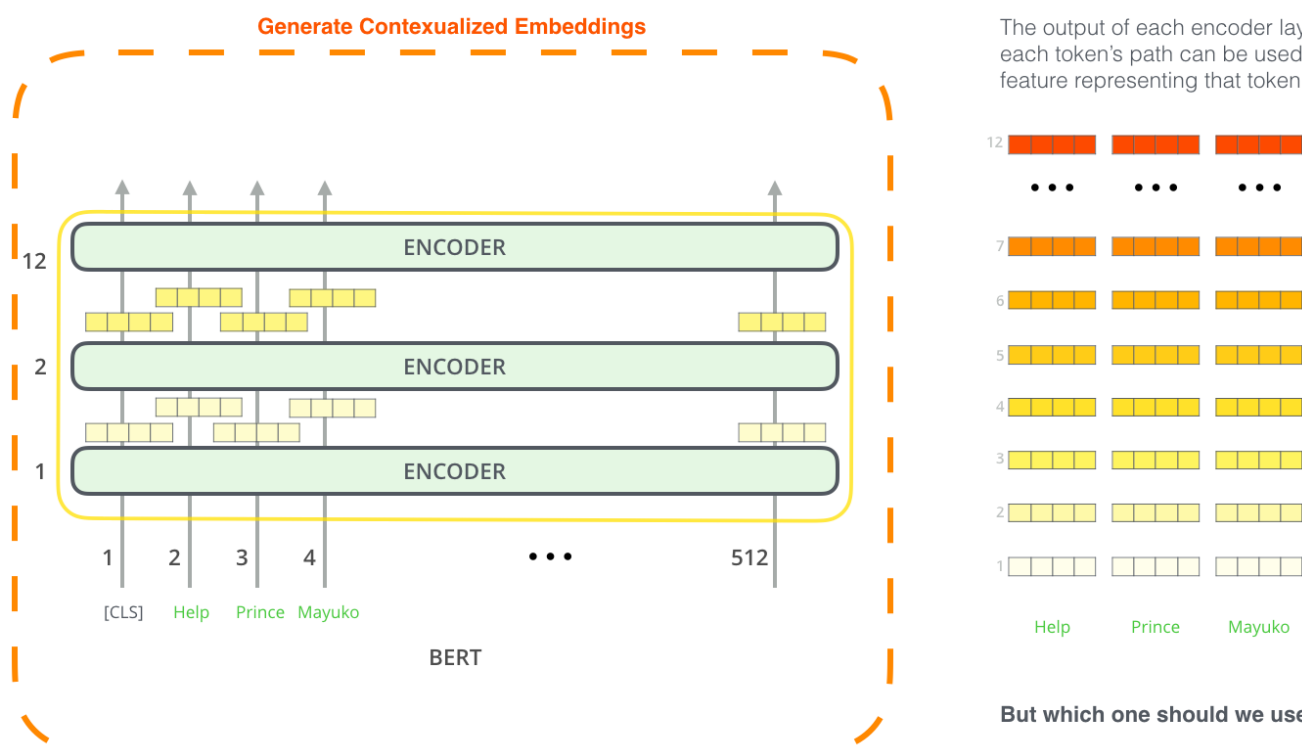 Generate Contexualized Embeddings
ENCODER
12
ENCODER
2
ENCODER
1
1 2 3 4 ••• 512
[CLS] Help Prince Mayuko
BERT
The output of each encoder
each token's path can be used
feature representing that token
12
•••  •••  •••
7
6
5
4
3
2
1
Help Prince Mayuko
But which one should we